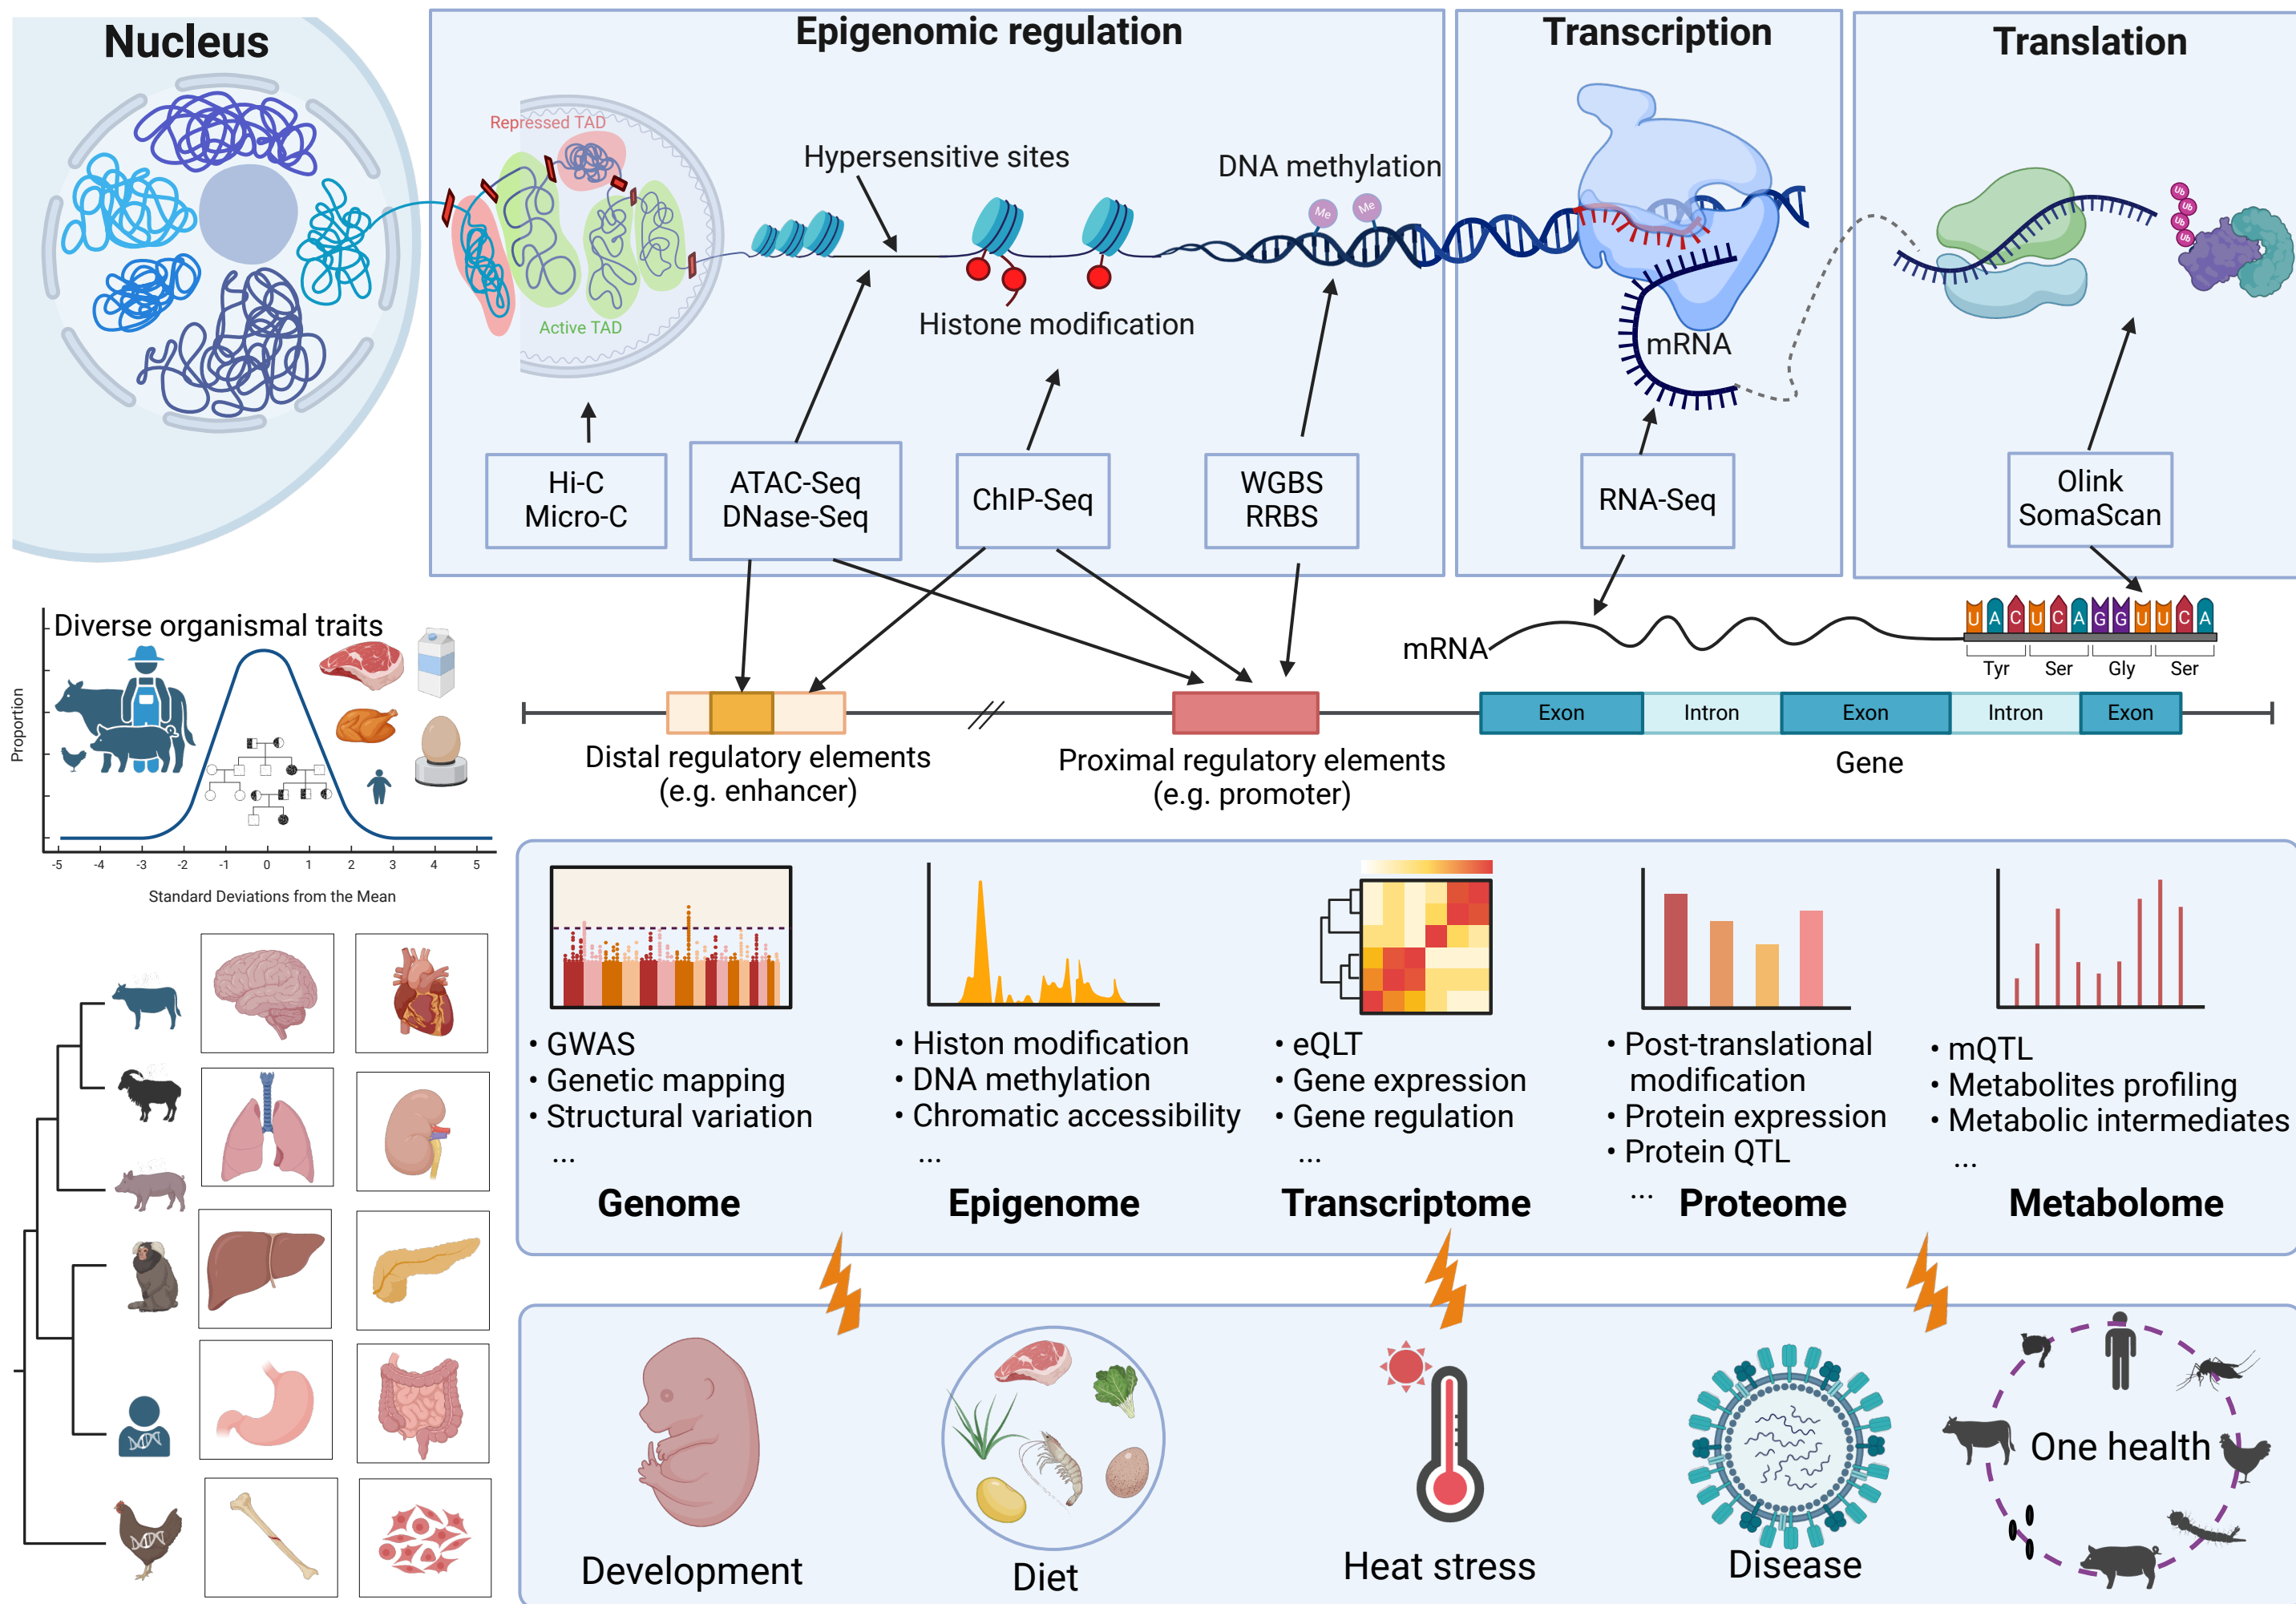 Nucleus
Epigenomic regulation
Transcription
Translation
Repressed TAD
Hypersensitive sites
DNA methylation
Me
Me
Ub
Ub
Ub
Ub
Active TAD
Histone modification
mRNA
Hi-C
Micro-C
ATAC-Seq
DNase-Seq
ChIP-Seq
WGBS
RRBS
RNA-Seq
Olink
SomaScan
Diverse organismal traits
Proportion
-5 -4 -3 -2 -1 0 1 2 3 4 5
Standard Deviations from the Mean
mRNA
U A C U C A G G U U C A
Tyr Ser Gly Ser
Exon Intron Exon Intron Exon
Distal regulatory elements
(e.g. enhancer)
Proximal regulatory elements
(e.g. promoter)
Gene
• GWAS
• Genetic mapping
• Structural variation
...
Genome
• Histon modification
• DNA methylation
• Chromatic accessibility
...
Epigenome
• eQLT
• Gene expression
• Gene regulation
...
Transcriptome
• Post-translational
modification
• Protein expression
• Protein QTL
...
Proteome
• mQTL
• Metabolites profiling
• Metabolic intermediates
...
Metabolome
Development
Diet
Heat stress
Disease
One health